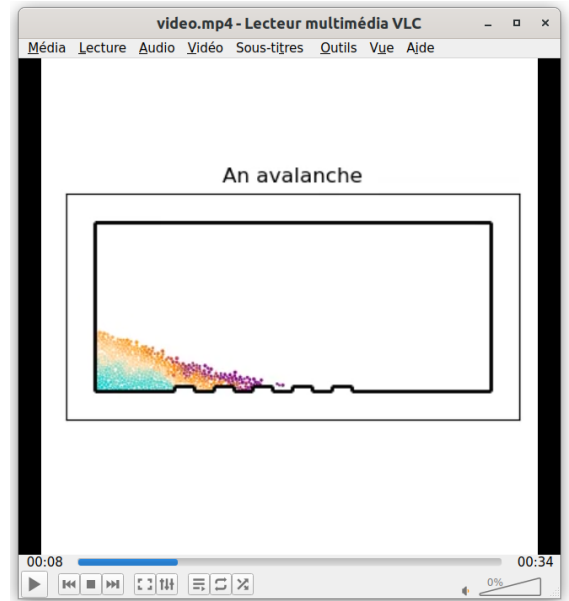 video.mp4 - Lecteur multimédia VLC
Média Lecture Audio Vidéo Sous-titres Outils Vue Aide
An avalanche
00:08 00:34
0%